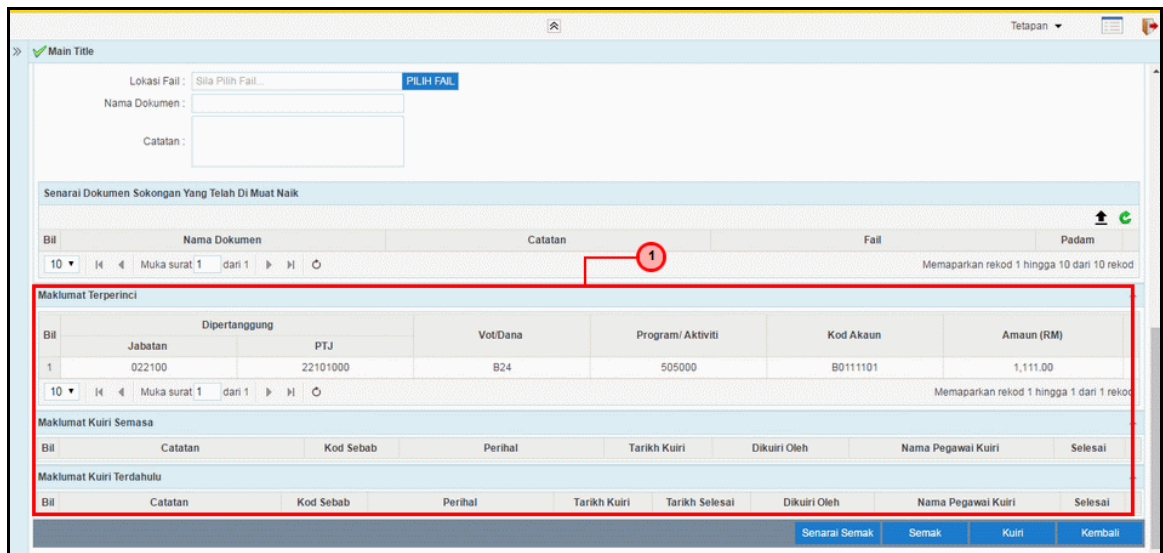 Tetapan
Main Title
Lokasi Fail : Sila Pilih Fail... PILIH FAIL
Nama Dokumen :
Catatan :
Senarai Dokumen Sokongan Yang Telah Di Muat Naik
Bil Nama Dokumen Catatan Fail Padam
10 Muka surat 1 dari 1 Memaparkan rekod 1 hingga 10 dari 10 rekod
1
Maklumat Terperinci
Bil Dipertanggung Vot/Dana Program/ Aktiviti Kod Akaun Amaun (RM)
Jabatan PTJ
1 022100 22101000 B24 505000 B0111101 1,111.00
10 Muka surat 1 dari 1 Memaparkan rekod 1 hingga 1 dari 1 rekod
Maklumat Kuiri Semasa
Bil Catatan Kod Sebab Perihal Tarikh Kuiri Dikuiri Oleh Nama Pegawai Kuiri Selesai
Maklumat Kuiri Terdahulu
Bil Catatan Kod Sebab Perihal Tarikh Kuiri Tarikh Selesai Dikuiri Oleh Nama Pegawai Kuiri Selesai
Senarai Semak Semak Kuiri Kembali